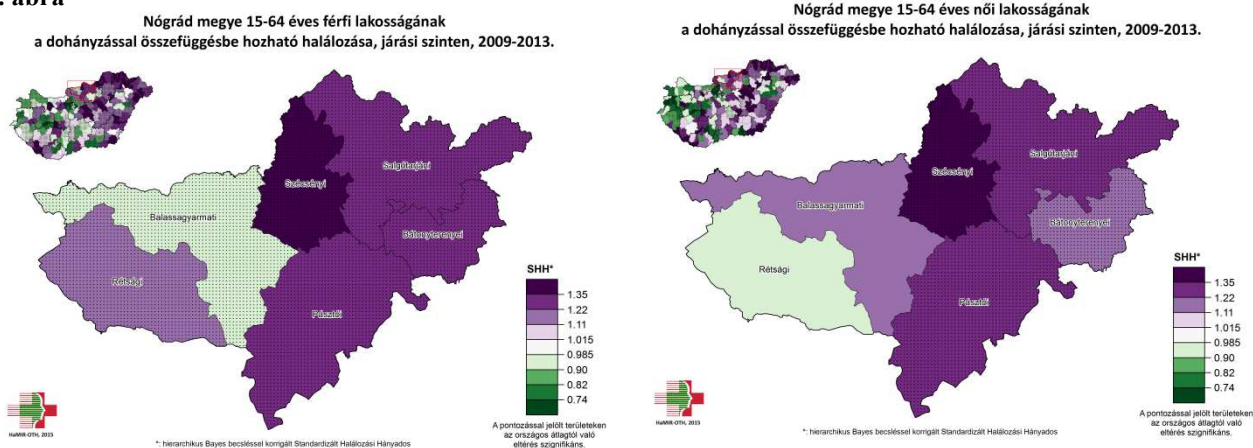 . ábra
Nógrád megye 15-64 éves férfi lakosságának
a dohányzással összefüggésbe hozható halálozása, járási szinten, 2009-2013.
Salgótarjáni
Szécsényi
Balassagyarmati
Bátonyterenyei
Rétsági
Pásztói
SHH*
1.35
1.22
1.11
1.015
0.985
0.90
0.82
0.74
A pontozással jelölt területeken
az országos átlagtól való
eltérés szignifikáns.
HaMIR-OTH, 2015
*: hierarchikus Bayes becsléssel korrigált Standardizált Halálozási Hányados
Nógrád megye 15-64 éves női lakosságának
a dohányzással összefüggésbe hozható halálozása, járási szinten, 2009-2013.
Salgótarjáni
Szécsényi
Balassagyarmati
Bátonyterenyei
Rétsági
Pásztói
SHH*
1.35
1.22
1.11
1.015
0.985
0.90
0.82
0.74
A pontozással jelölt területeken
az országos átlagtól való
eltérés szignifikáns.
HaMIR-OTH, 2015
*: hierarchikus Bayes becsléssel korrigált Standardizált Halálozási Hányados